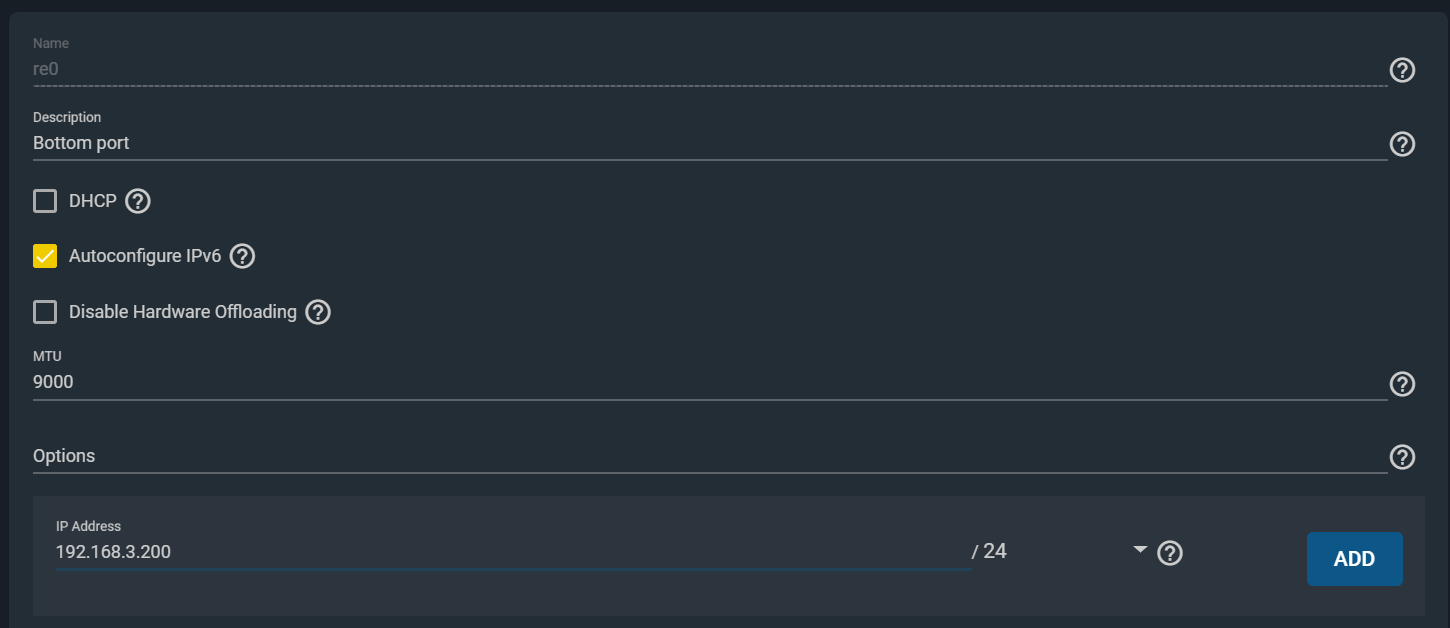 Name
re0
Description
Bottom port
DHCP
Autoconfigure IPv6
Disable Hardware Offloading
MTU
9000
Options
IP Address
192.168.3.200 / 24
ADD